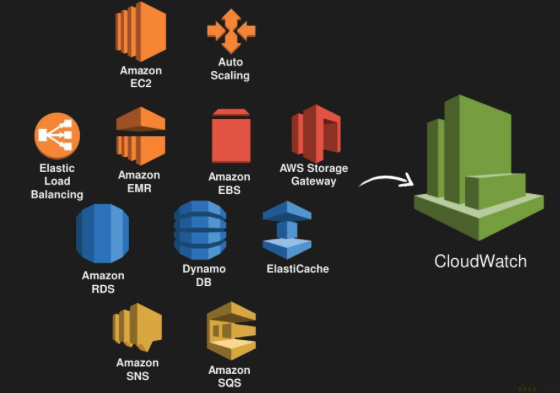 Amazon
EC2
Auto
Scaling
Elastic
Load
Balancing
Amazon
EMR
Amazon
EBS
AWS Storage
Gateway
Amazon
RDS
Dynamo
DB
ElastiCache
CloudWatch
Amazon
SNS
Amazon
SQS